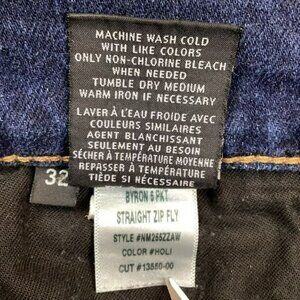 MACHINE WASH COLD
WITH LIKE COLORS
ONLY NON-CHLORINE BLEACH
WHEN NEEDED
TUMBLE DRY MEDIUM
WARM IRON IF NECESSARY
LAVER À L'EAU FROIDE AVEC
COULEURS SIMILAIRES
AGENT BLANCHISSANT
SEULEMENT AU BESOIN
SÉCHER À TEMPÉRATURE MOYENNE
REPASSER À TEMPÉRATURE
TIÈDE SI NÉCESSAIRE
32
BYRON 5 PKT
STRAIGHT ZIP FLY
STYLE #NM255ZZAW
COLOR #HOLI
CUT #13550-00